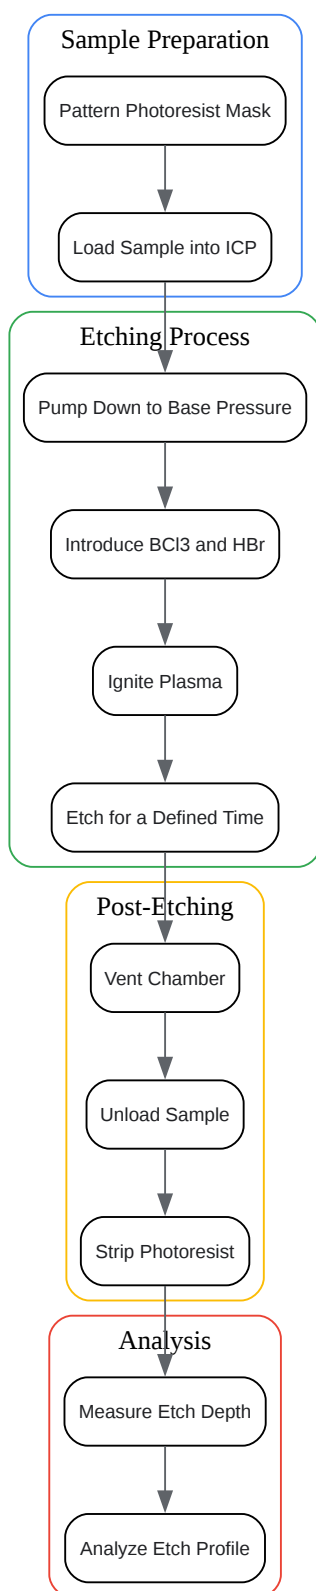 Sample Preparation
Pattern Photoresist Mask
Load Sample into ICP
Etching Process
Pump Down to Base Pressure
Introduce BCl3 and HBr
Ignite Plasma
Etch for a Defined Time
Post-Etching
Vent Chamber
Unload Sample
Strip Photoresist
Analysis
Measure Etch Depth
Analyze Etch Profile